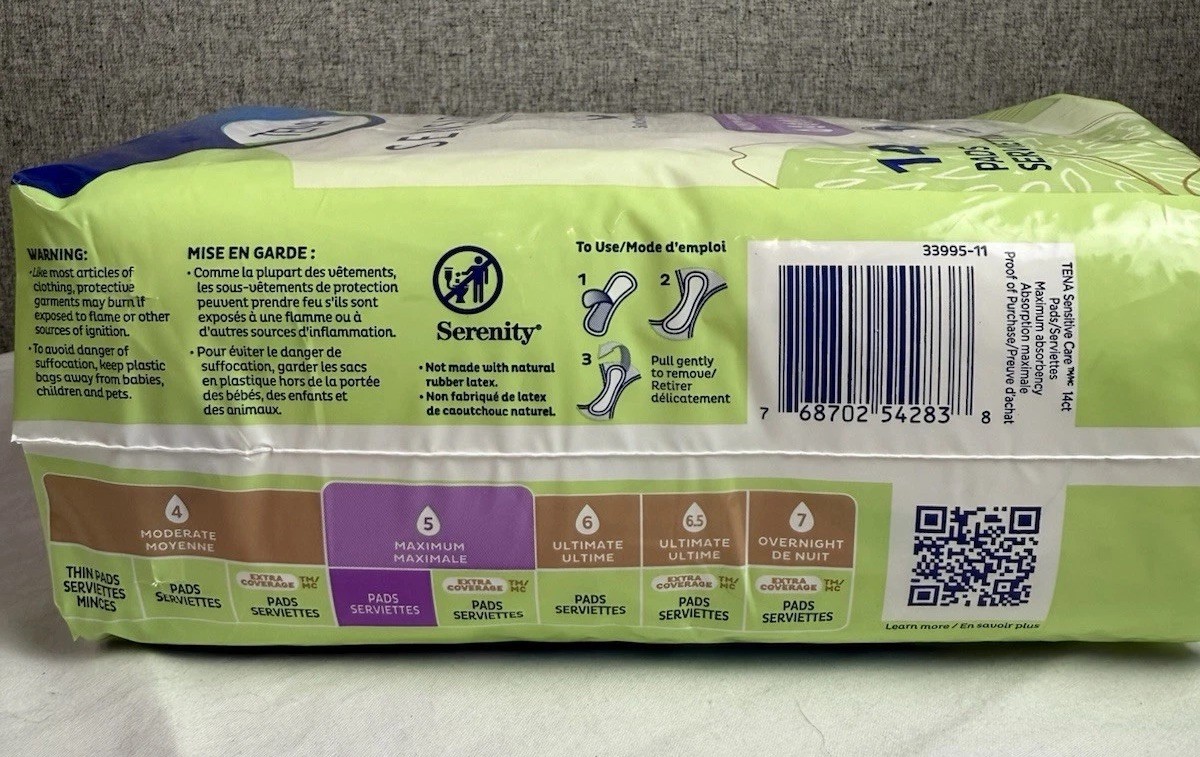 TENA
14
PADS
WARNING:
•Like most articles of
clothing, protective
garments may burn if
exposed to flame or other
sources of ignition.
•To avoid danger of
suffocation, keep plastic
bags away from babies,
children and pets.
MISE EN GARDE :
• Comme la plupart des vêtements,
les sous-vêtements de protection
peuvent prendre feu s'ils sont
exposés à une flamme ou à
d'autres sources d'inflammation.
• Pour éviter le danger de
suffocation, garder les sacs
en plastique hors de la portée
des bébés, des enfants et
des animaux.
Serenity®
• Not made with natural
rubber latex.
• Non fabriqué de latex
de caoutchouc naturel.
To Use/Mode d'emploi
1
2
3
Pull gently
to remove/
Retirer
délicatement
33995-11
7 68702 54283 8
TENA Sensitive Care TM/MC 14ct
Pads/Serviettes
Maximum absorbency
Absorption maximale
Proof of Purchase/Preuve d'achat
4
MODERATE
MOYENNE
5
MAXIMUM
MAXIMALE
6
ULTIMATE
ULTIME
6.5
ULTIMATE
ULTIME
7
OVERNIGHT
DE NUIT
THIN PADS
SERVIETTES
MINCES
PADS
SERVIETTES
EXTRA
COVERAGE TM/
MC
PADS
SERVIETTES
PADS
SERVIETTES
EXTRA
COVERAGE TM/
MC
PADS
SERVIETTES
PADS
SERVIETTES
EXTRA
COVERAGE TM/
MC
PADS
SERVIETTES
EXTRA
COVERAGE TM/
MC
PADS
SERVIETTES
Learn more / En savoir plus